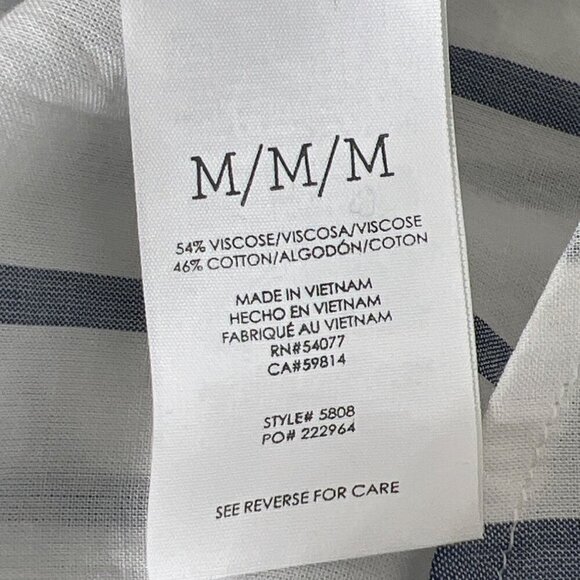 M/M/M
54% VISCOSE/VISCOSA/VISCOSE
46% COTTON/ALGODÓN/COTON
MADE IN VIETNAM
HECHO EN VIETNAM
FABRIQUÉ AU VIETNAM
RN#54077
CA#59814
STYLE# 5808
PO# 222964
SEE REVERSE FOR CARE